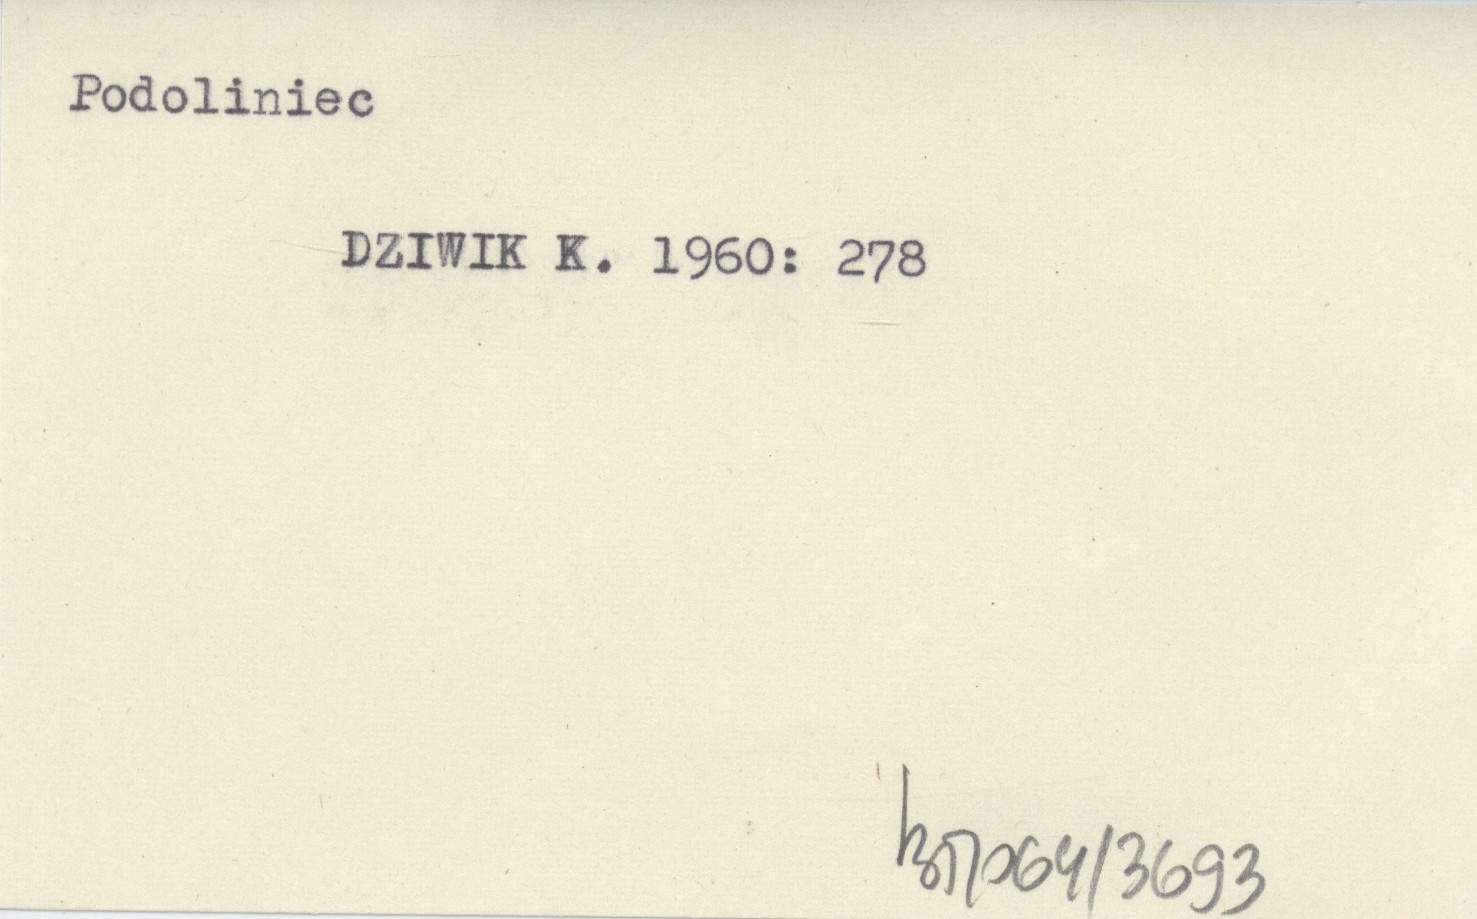 Podoliniec
DZIWIK K. 1960: 278